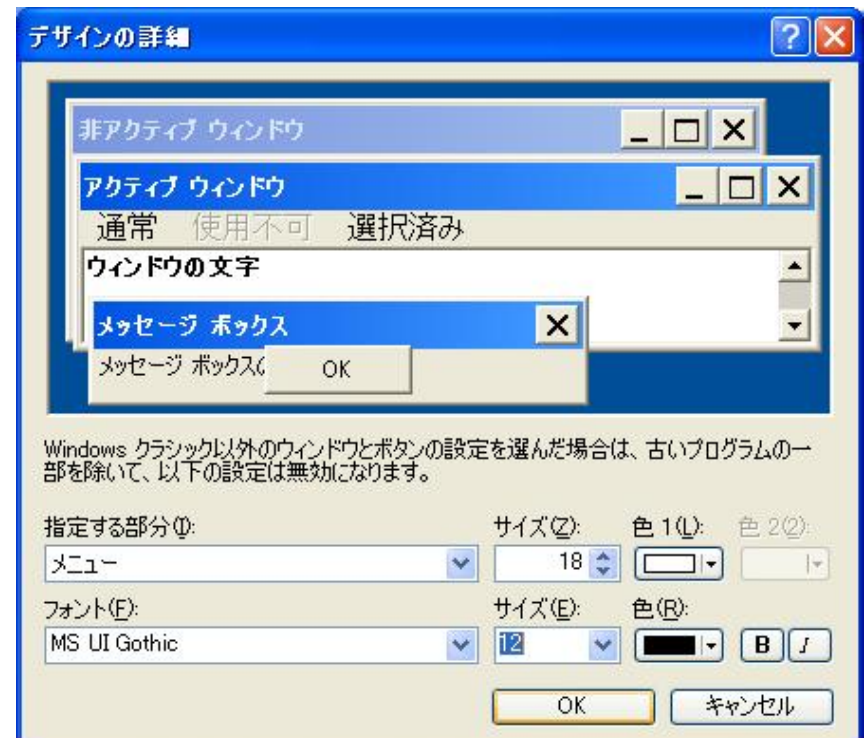 デザインの詳細
非アクティブ ウィンドウ
アクティブ ウィンドウ
通常 使用不可 選択済み
ウィンドウの文字
メッセージ ボックス
メッセージ ボックスの OK
Windows クラシック以外のウィンドウとボタンの設定を選んだ場合は、古いプログラムの一
部を除いて、以下の設定は無効になります。
指定する部分(I): サイズ(Z): 色 1(L): 色 2(2):
メニュー 18
フォント(F): サイズ(E): 色(R):
MS UI Gothic 12 B I
OK キャンセル